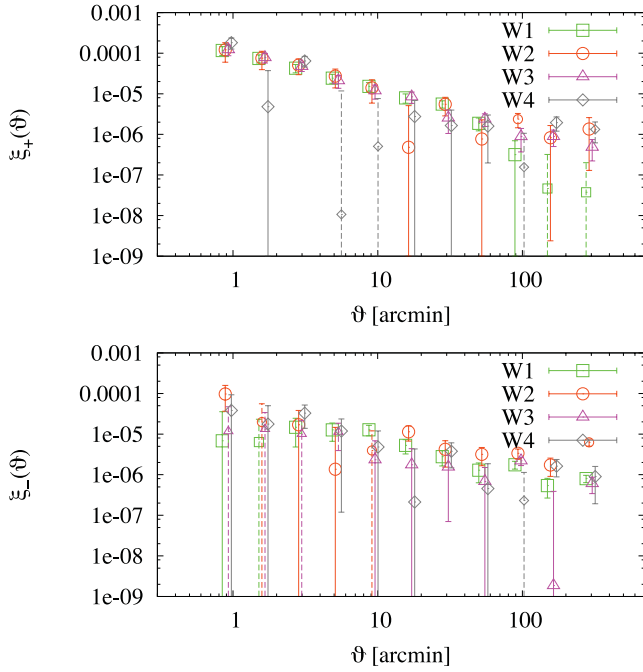 0.001
0.0001
1e-05
1e-06
1e-07
1e-08
1e-09
ξ+(ϑ)
W1
W2
W3
W4
1 10 100
ϑ [arcmin]
0.001
0.0001
1e-05
1e-06
1e-07
1e-08
1e-09
ξ−(ϑ)
W1
W2
W3
W4
1 10 100
ϑ [arcmin]